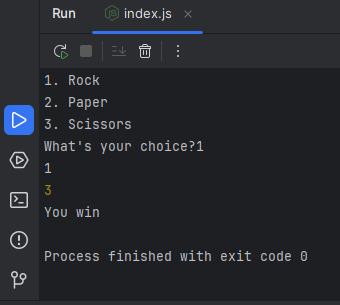 Run
index.js
1. Rock
2. Paper
3. Scissors
What's your choice?1
1
3
You win
Process finished with exit code 0